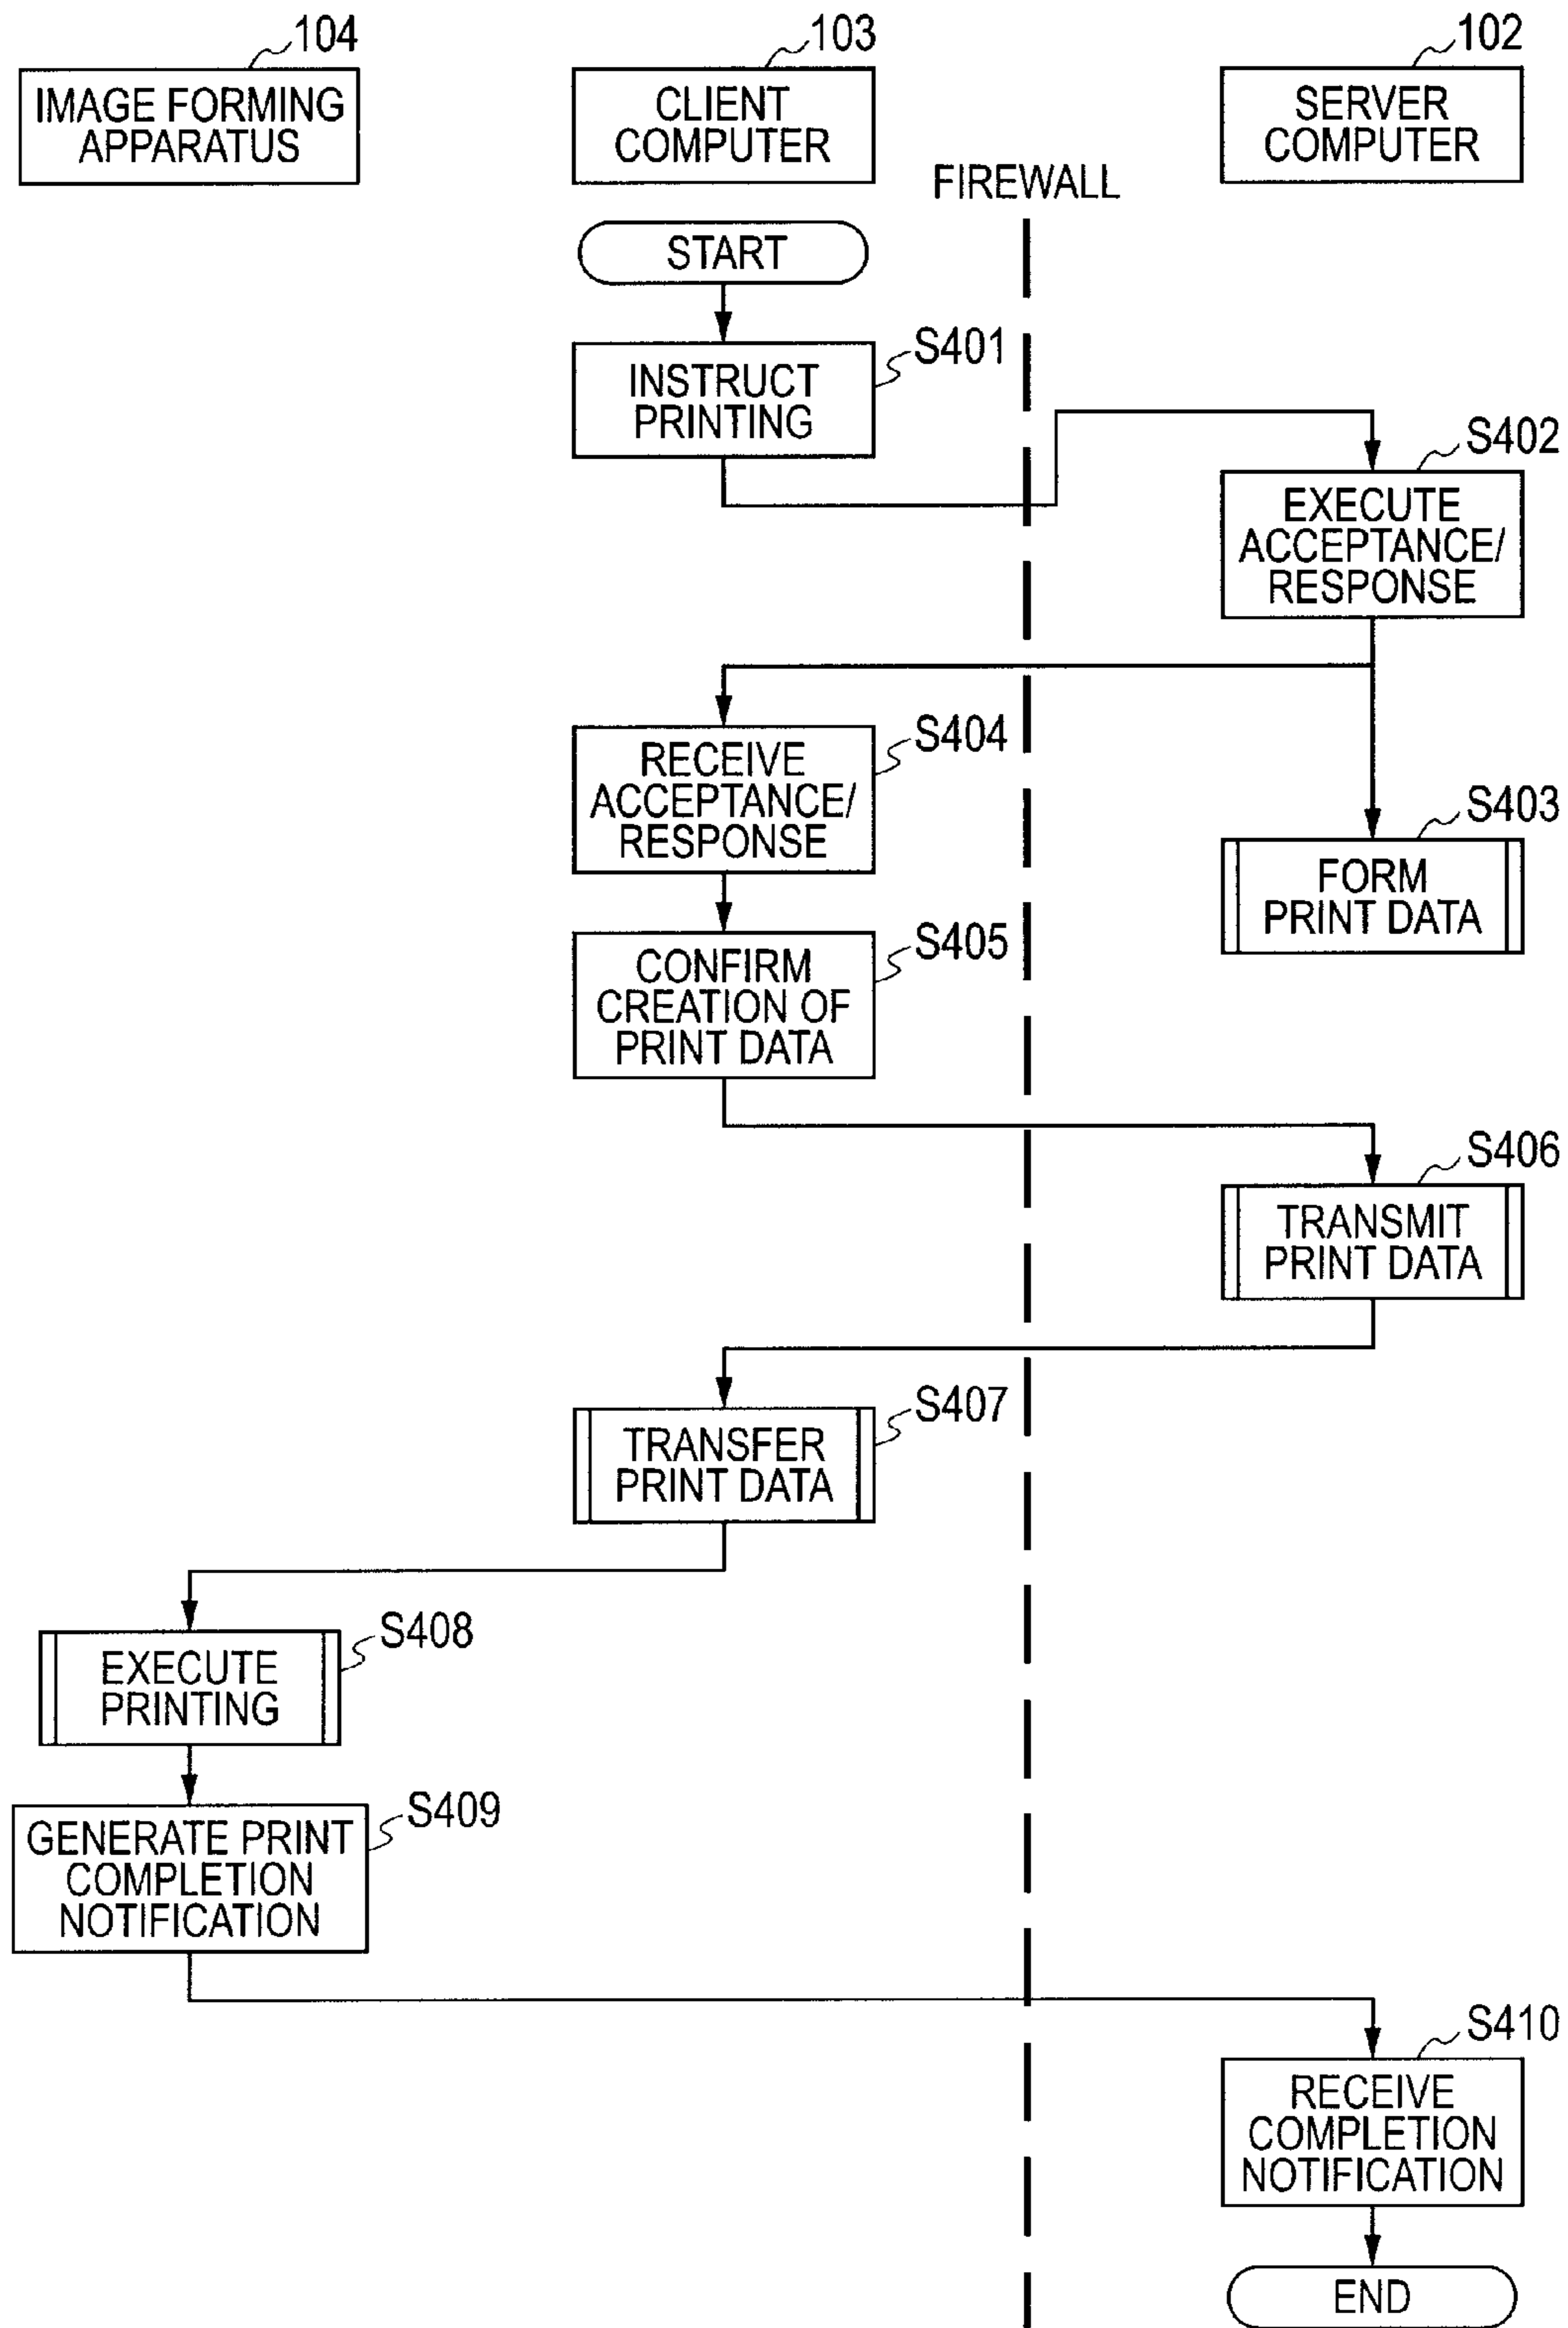 104
IMAGE FORMING
APPARATUS
103
CLIENT
COMPUTER
102
SERVER
COMPUTER
FIREWALL
START
S401
INSTRUCT
PRINTING
S402
EXECUTE
ACCEPTANCE/
RESPONSE
S404
RECEIVE
ACCEPTANCE/
RESPONSE
S403
FORM
PRINT DATA
S405
CONFIRM
CREATION OF
PRINT DATA
S406
TRANSMIT
PRINT DATA
S407
TRANSFER
PRINT DATA
S408
EXECUTE
PRINTING
S409
GENERATE PRINT
COMPLETION
NOTIFICATION
S410
RECEIVE
COMPLETION
NOTIFICATION
END